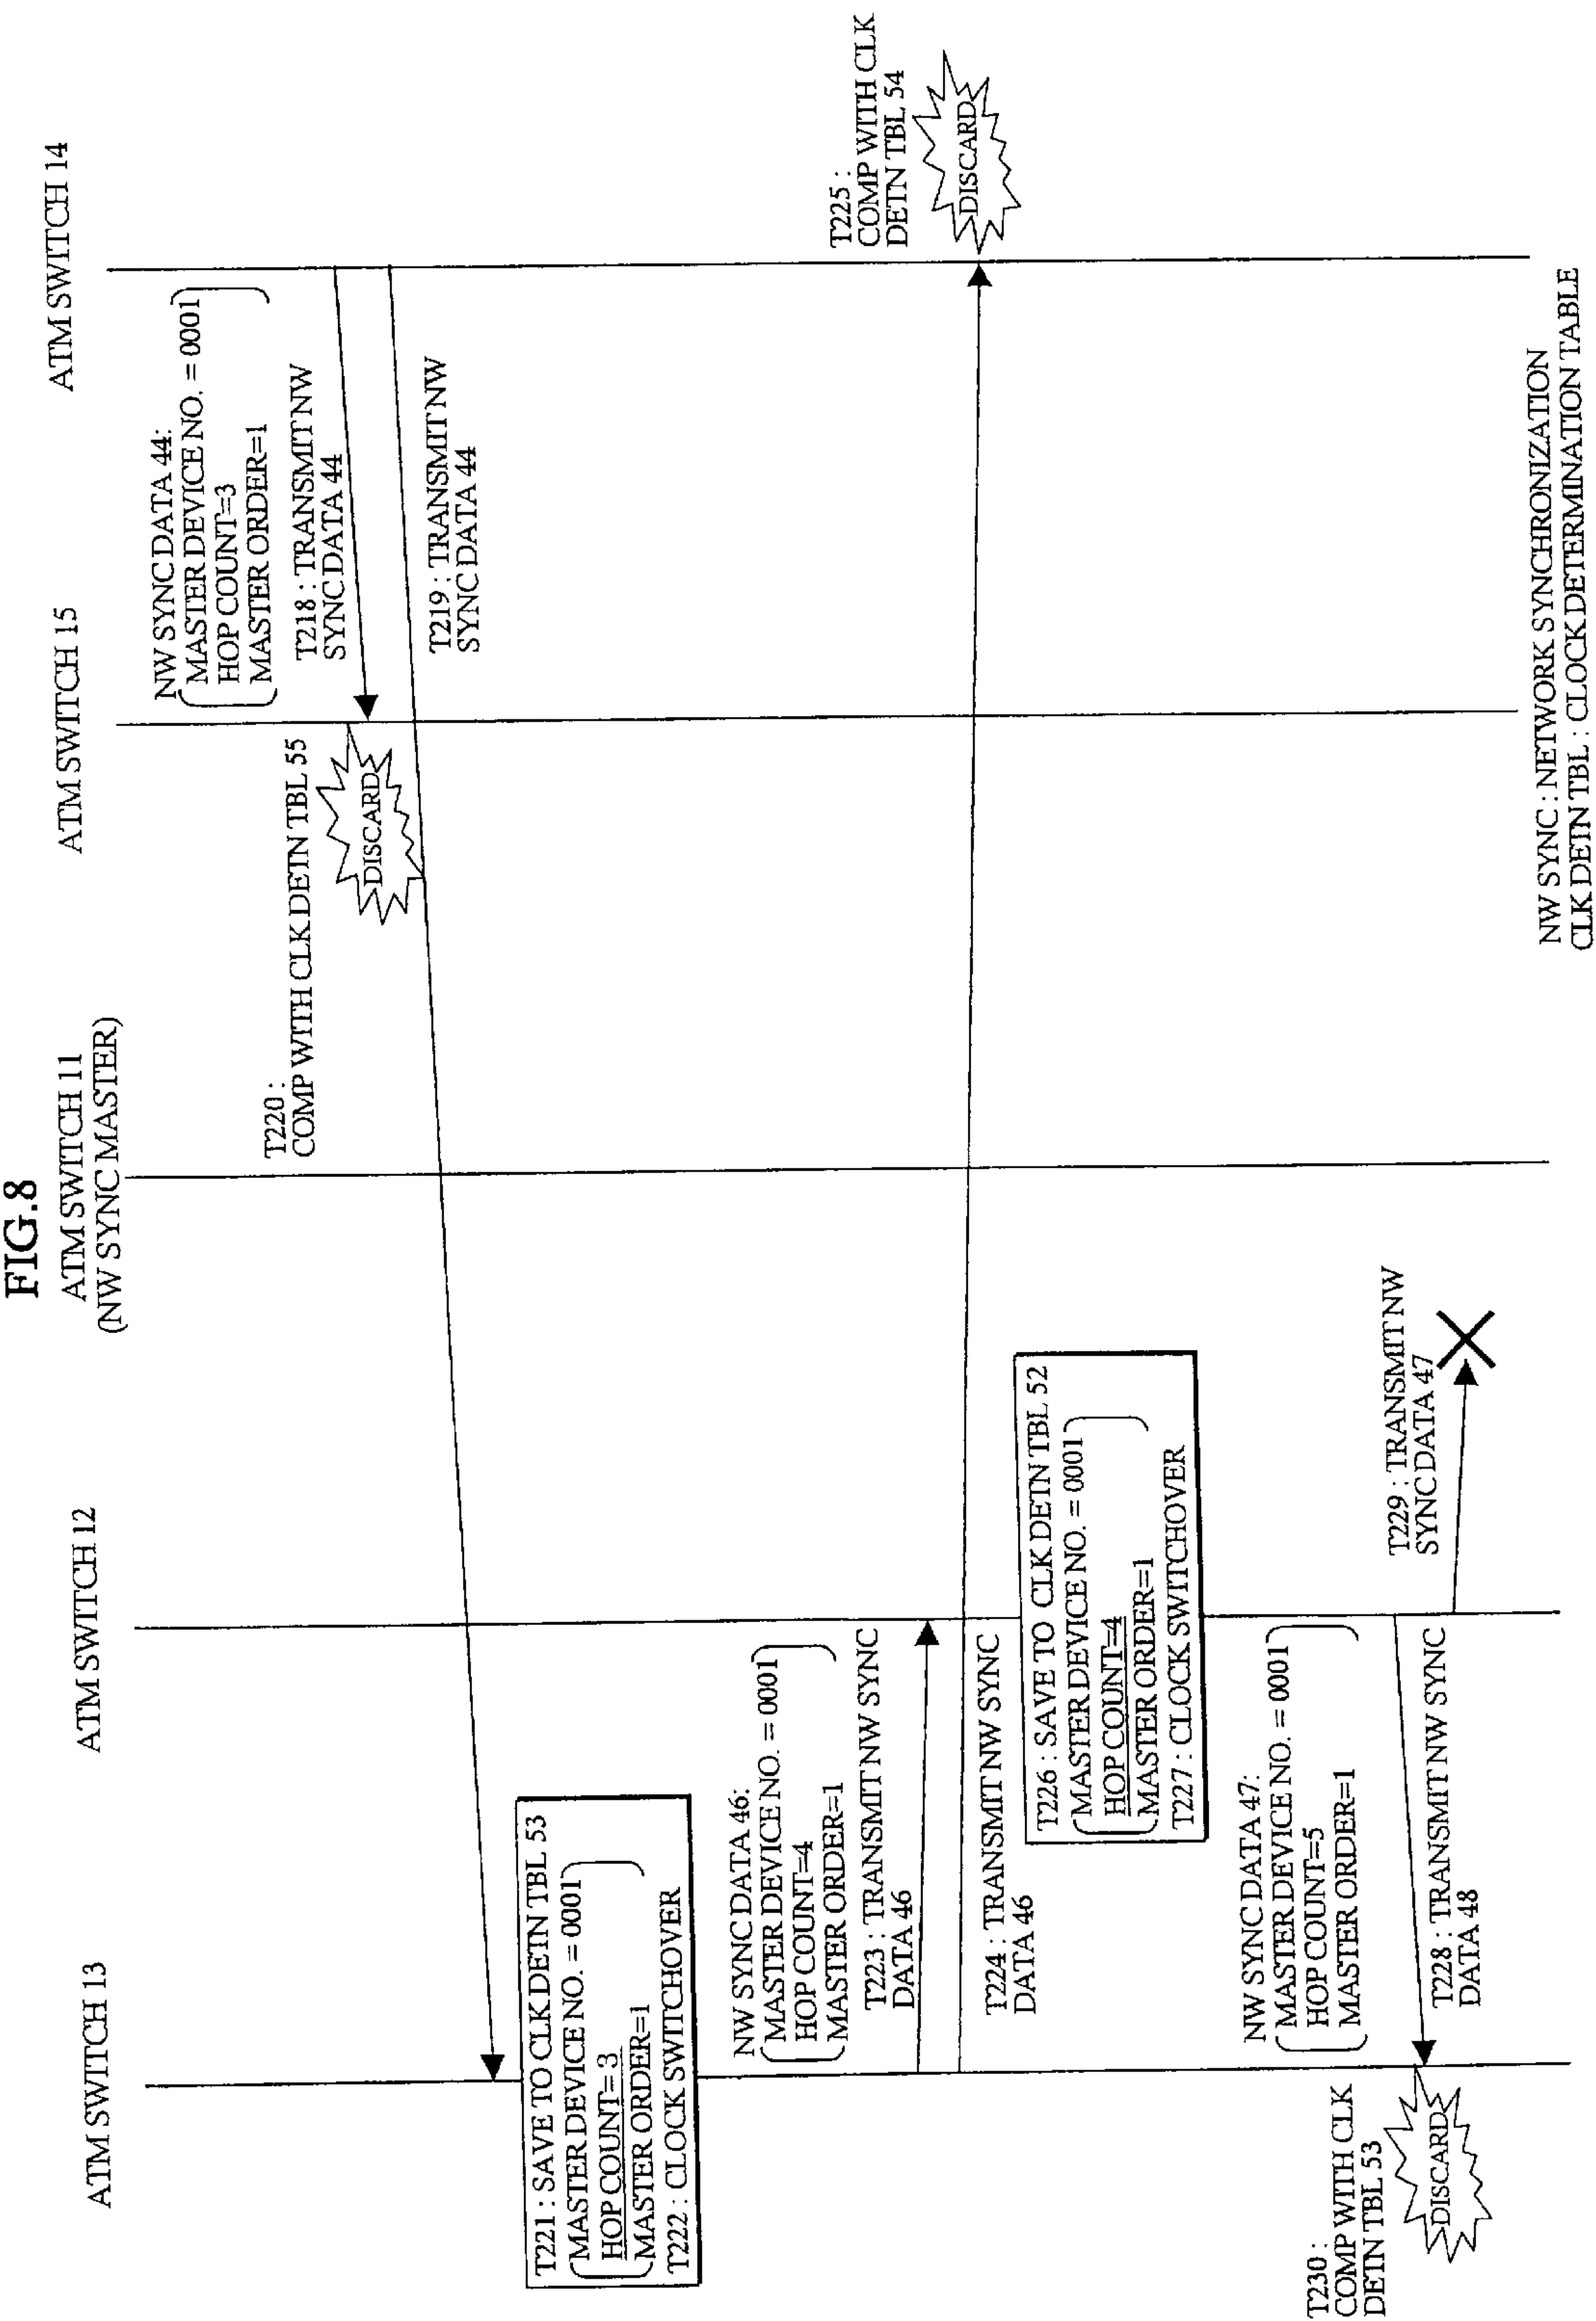 FIG.8
ATM SWITCH 13
ATM SWITCH 12
ATM SWITCH 11
(NW SYNC MASTER)
ATM SWITCH 15
ATM SWITCH 14
NW SYNC DATA 44:
MASTER DEVICE NO. = 0001
HOP COUNT=3
MASTER ORDER=1
T218 : TRANSMIT NW
SYNC DATA 44
T220 :
COMP WITH CLK DETN TBL 55
DISCARD
T219 : TRANSMIT NW
SYNC DATA 44
T221 : SAVE TO CLK DETN TBL 53
MASTER DEVICE NO. = 0001
HOP COUNT=3
MASTER ORDER=1
T222 : CLOCK SWITCHOVER
NW SYNC DATA 46:
MASTER DEVICE NO. = 0001
HOP COUNT=4
MASTER ORDER=1
T223 : TRANSMIT NW SYNC
DATA 46
T225 :
COMP WITH CLK
DETN TBL 54
DISCARD
T224 : TRANSMIT NW SYNC
DATA 46
T226 : SAVE TO CLK DETN TBL 52
MASTER DEVICE NO. = 0001
HOP COUNT=4
MASTER ORDER=1
T227 : CLOCK SWITCHOVER
NW SYNC DATA 47:
MASTER DEVICE NO. = 0001
HOP COUNT=5
MASTER ORDER=1
T229 : TRANSMIT NW
SYNC DATA 47
T230 :
COMP WITH CLK
DETN TBL 53
DISCARD
T228 : TRANSMIT NW SYNC
DATA 48
NW SYNC : NETWORK SYNCHRONIZATION
CLK DETN TBL : CLOCK DETERMINATION TABLE